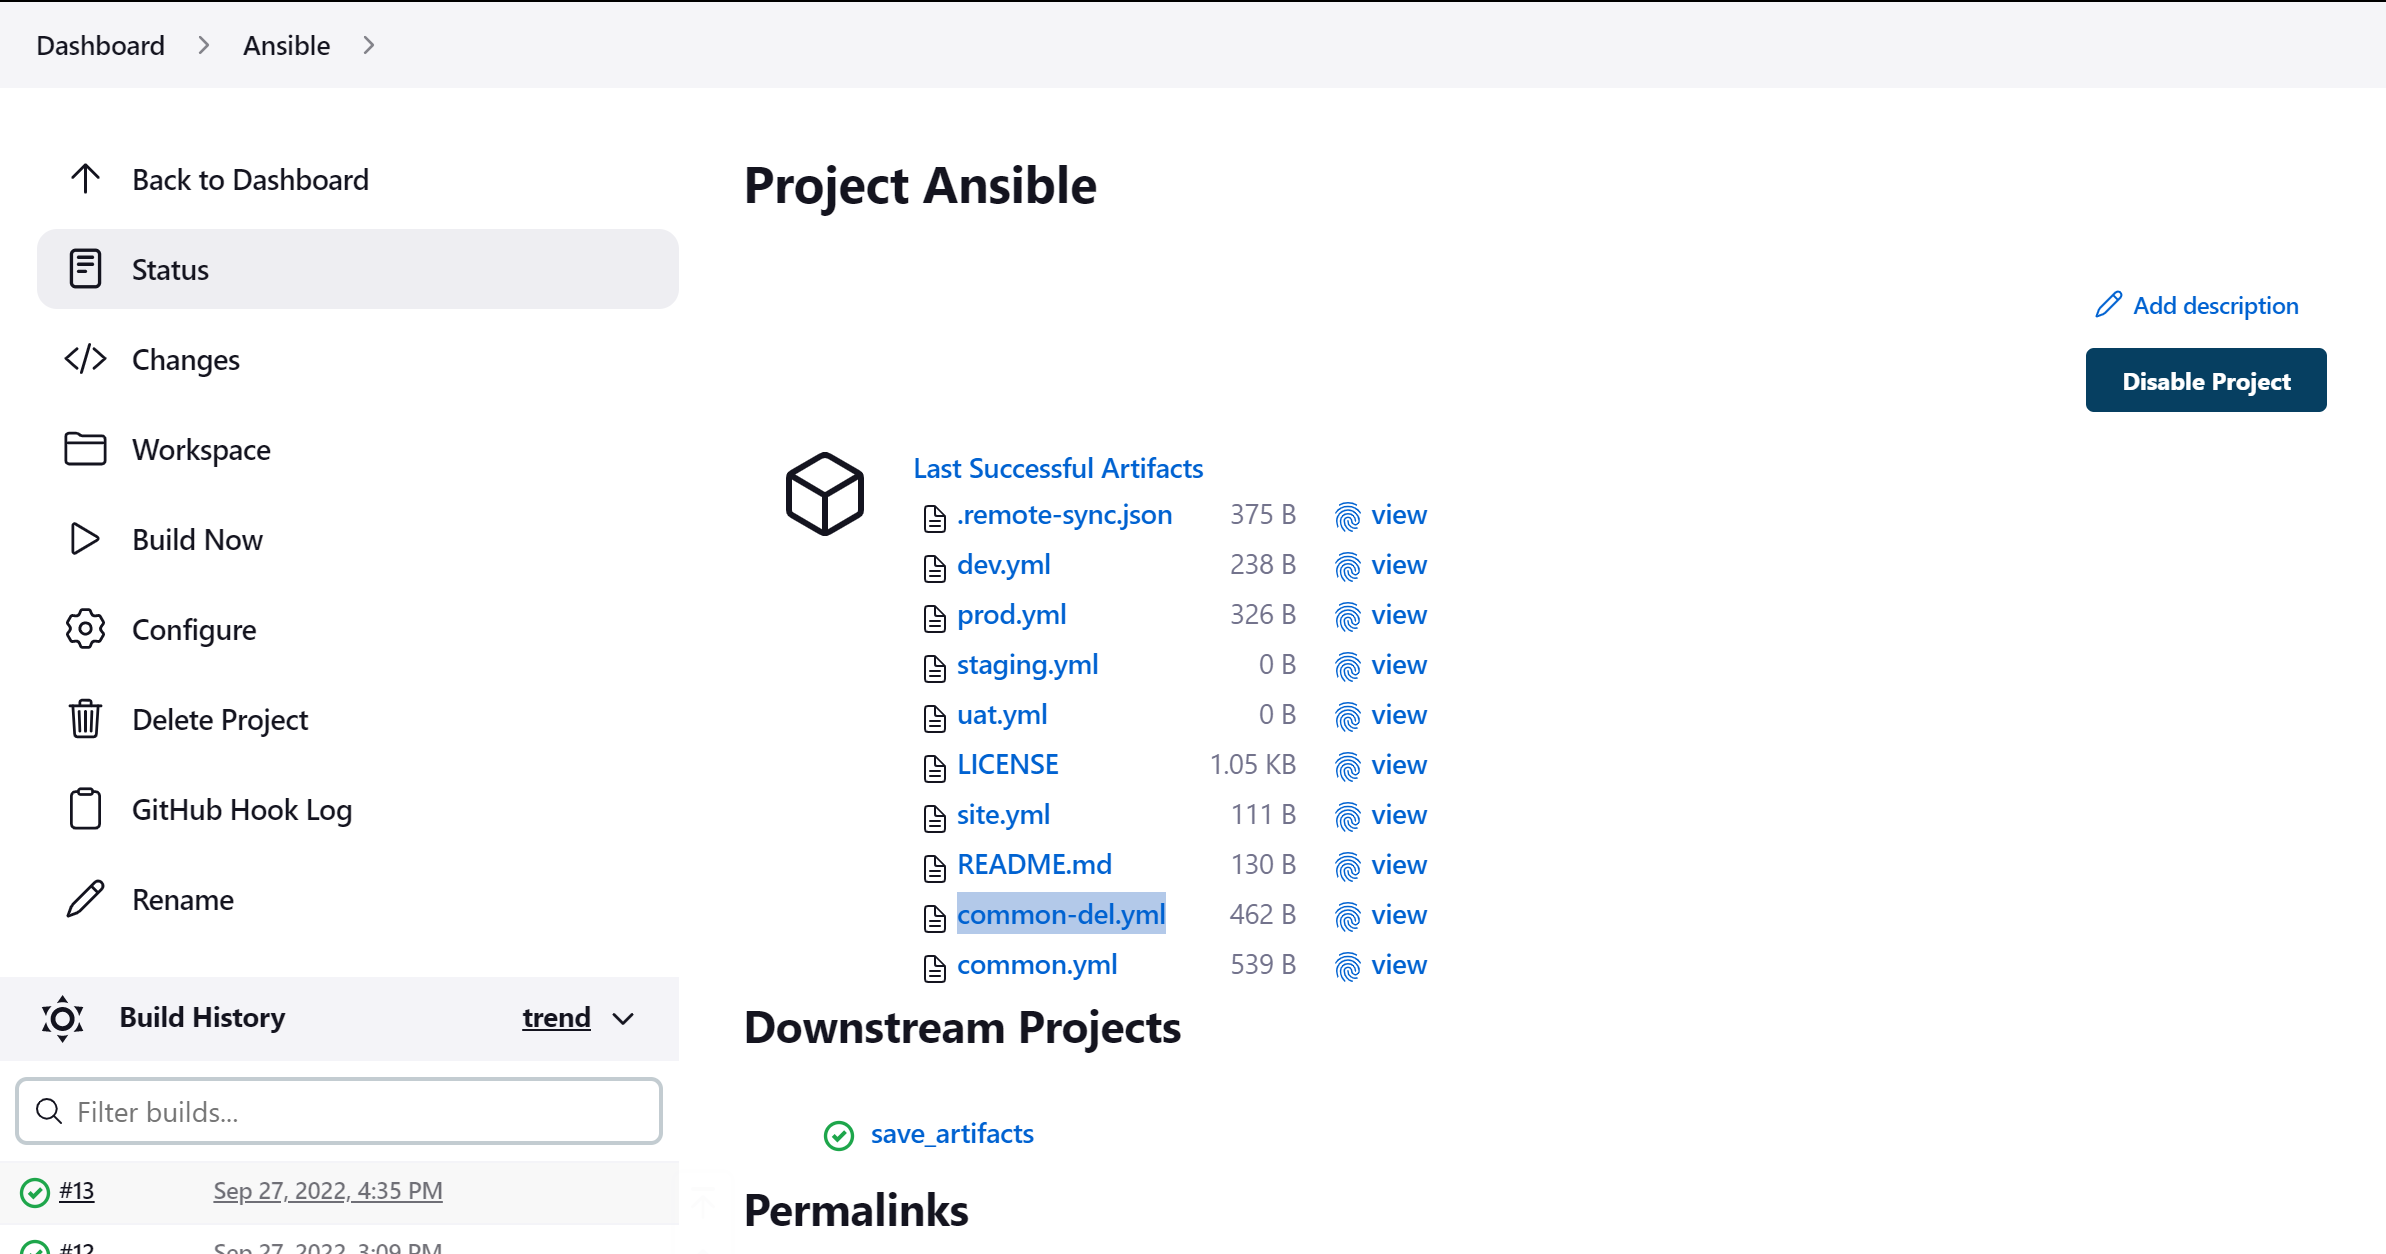 Dashboard > Ansible >
Back to Dashboard
Status
Changes
Workspace
Build Now
Configure
Delete Project
GitHub Hook Log
Rename
Build History trend
Filter builds...
#13 Sep 27, 2022, 4:35 PM
#12 Sep 27, 2022, 3:09 PM
Project Ansible
Add description
Disable Project
Last Successful Artifacts
.remote-sync.json 375 B view
dev.yml 238 B view
prod.yml 326 B view
staging.yml 0 B view
uat.yml 0 B view
LICENSE 1.05 KB view
site.yml 111 B view
README.md 130 B view
common-del.yml 462 B view
common.yml 539 B view
Downstream Projects
save_artifacts
Permalinks